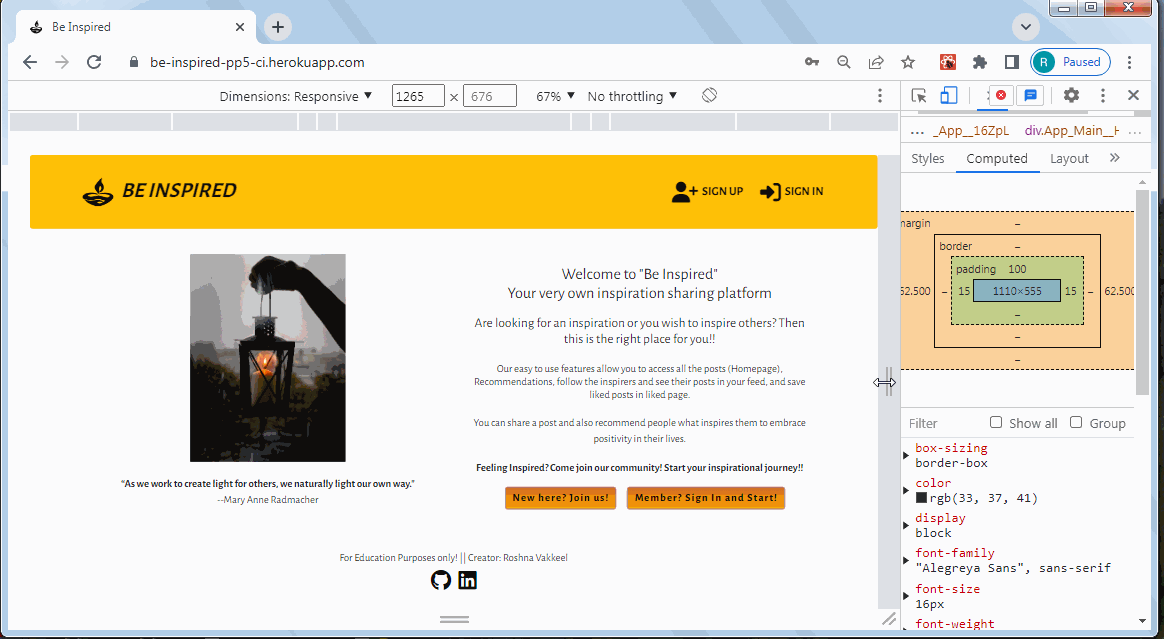 Be Inspired
be-inspired-pp5-ci.herokuapp.com
R Paused
Dimensions: Responsive ▼ 1265 × 676 67% ▼ No throttling ▼
… _App__16ZpL div.App_Main__H …
Styles Computed Layout »
BE INSPIRED
SIGN UP SIGN IN
Welcome to "Be Inspired"
Your very own inspiration sharing platform
Are looking for an inspiration or you wish to inspire others? Then
this is the right place for you!!
Our easy to use features allow you to access all the posts (Homepage),
Recommendations, follow the inspirers and see their posts in your feed, and save
liked posts in liked page.
You can share a post and also recommend people what inspires them to embrace
positivity in their lives.
Feeling Inspired? Come join our community! Start your inspirational journey!!
New here? Join us! Member? Sign In and Start!
"As we work to create light for others, we naturally light our own way."
--Mary Anne Radmacher
For Education Purposes only! || Creator: Roshna Vakkeel
in
margin –
border –
padding 100
62.500 – 15 1110×555 15 – 62.500
–
–
–
Filter Show all Group
box-sizing
border-box
color
rgb(33, 37, 41)
display
block
font-family
"Alegreya Sans", sans-serif
font-size
16px
font-weight